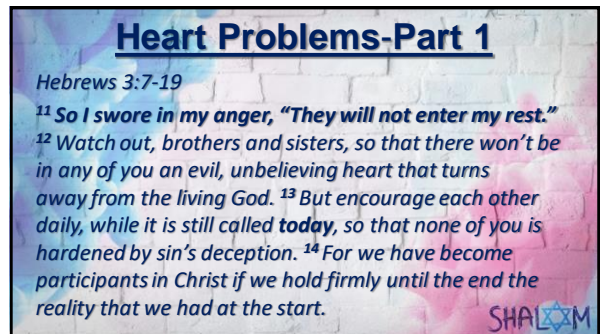 Heart Problems-Part 1
Hebrews 3:7-19
11 So I swore in my anger, “They will not enter my rest.”
12 Watch out, brothers and sisters, so that there won’t be
in any of you an evil, unbelieving heart that turns
away from the living God. 13 But encourage each other
daily, while it is still called today, so that none of you is
hardened by sin’s deception. 14 For we have become
participants in Christ if we hold firmly until the end the
reality that we had at the start.
SHALOM